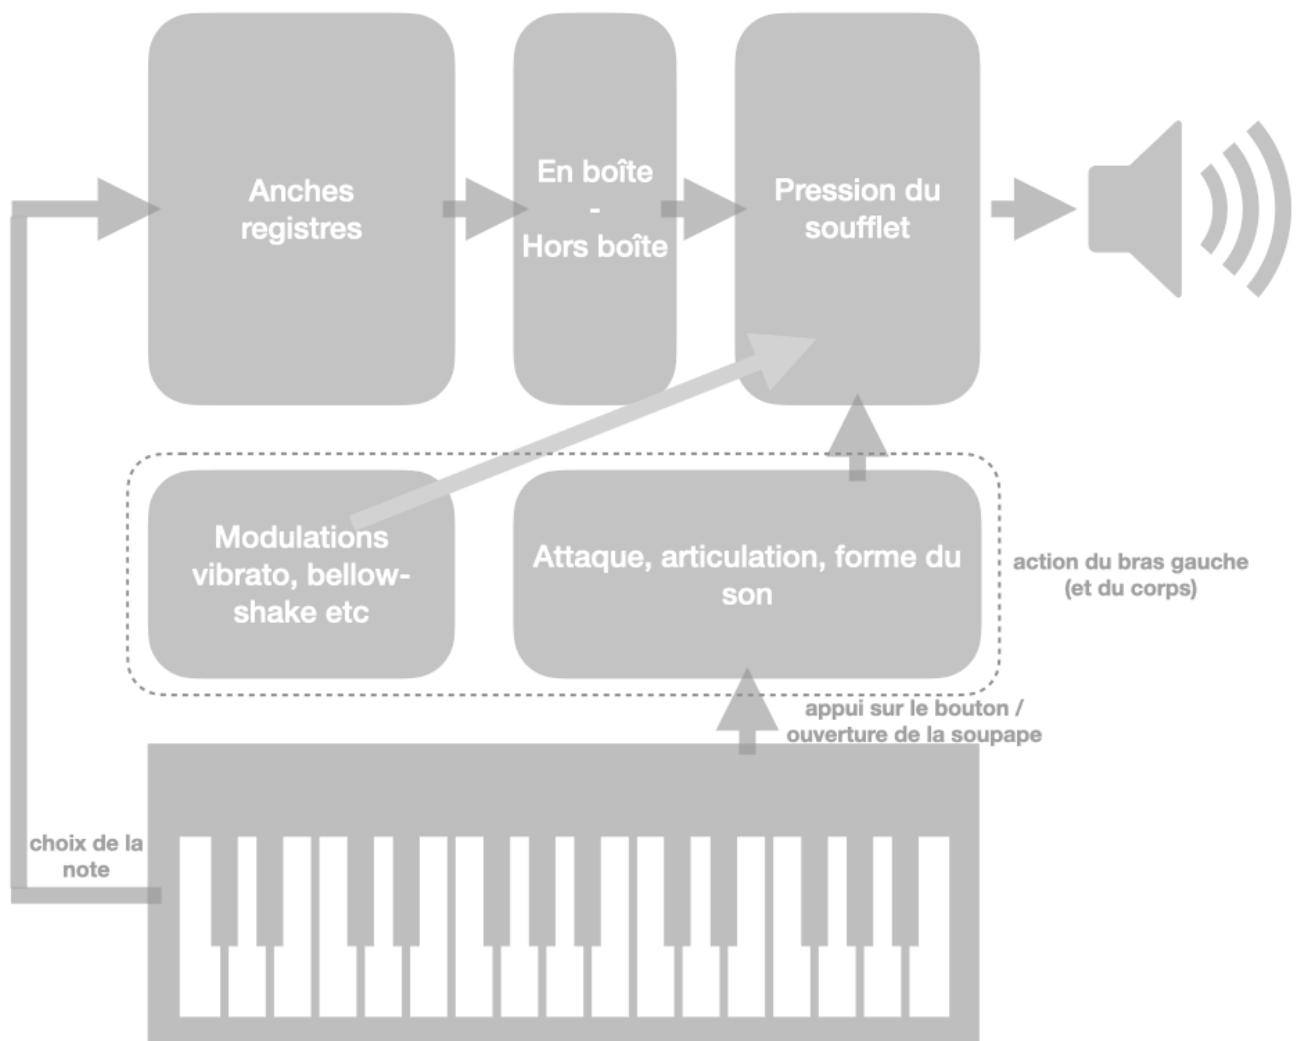 Anches
registres
En boîte
-
Hors boîte
Pression du
soufflet
Modulations
vibrato, bellow-
shake etc
Attaque, articulation, forme du
son
action du bras gauche
(et du corps)
appui sur le bouton /
ouverture de la soupape
choix de la
note